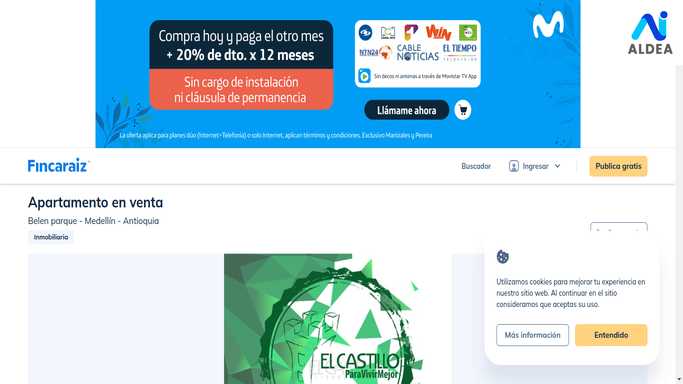 Compra hoy y paga el otro mes
+ 20% de dto. x 12 meses
Sin cargo de instalación
ni cláusula de permanencia
WIN
NTN24
CABLE
NOTICIAS
EL TIEMPO
TELEVISIÓN
Sin decos ni antenas a través de Movistar TV App
Llámame ahora
La oferta aplica para planes dúo (Internet+Telefonía) o solo Internet, aplican términos y condiciones. Exclusivo Manizales y Pereira
ALDEA
Fincaraiz
Buscador
Ingresar
Publica gratis
Apartamento en venta
Belen parque - Medellín - Antioquia
Inmobiliaria
EL CASTILLO
ParaVivirMejor
Utilizamos cookies para mejorar tu experiencia en
nuestro sitio web. Al continuar en el sitio
consideramos que aceptas su uso.
Más información
Entendido